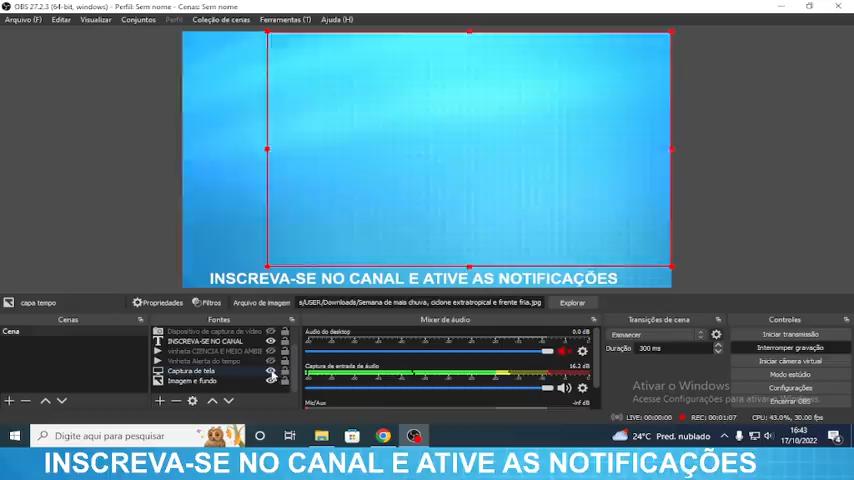 OBS 27.2.3 (64-bit, windows) - Perfil: Sem nome - Cenas: Sem nome
Arquivo (F) Editar Visualizar Conjuntos Perfil Coleção de cenas Ferramentas (T) Ajuda (H)
INSCREVA-SE NO CANAL E ATIVE AS NOTIFICAÇÕES
capa tempo Propriedades Filtros Arquivo de imagem s/USER/Downloads/Semana de mais chuva, ciclone extratropical e frente fria.jpg Explorar
Cenas Fontes Mixer de áudio Transições de cena Controles
Cena
Dispositivo de captura de vídeo
INSCREVA-SE NO CANAL
vinheta CIENCIA E MEIO AMBIE
Vinheta Alerta do tempo
Captura de tela
Imagem e fundo
Áudio do desktop 0.0 dB
Captura de entrada de áudio 16.2 dB
Mic/Aux -inf dB
Esmaecer
Duração 300 ms
Iniciar transmissão
Interromper gravação
Iniciar câmera virtual
Modo estúdio
Configurações
Encerrar OBS
Ativar o Windows
Acesse Configurações para ativar o Windows.
LIVE: 00:00:00 REC: 00:01:07 CPU: 43.0%, 30.00 fps
Digite aqui para pesquisar
24°C Pred. nublado
16:43
17/10/2022
4
INSCREVA-SE NO CANAL E ATIVE AS NOTIFICAÇÕES